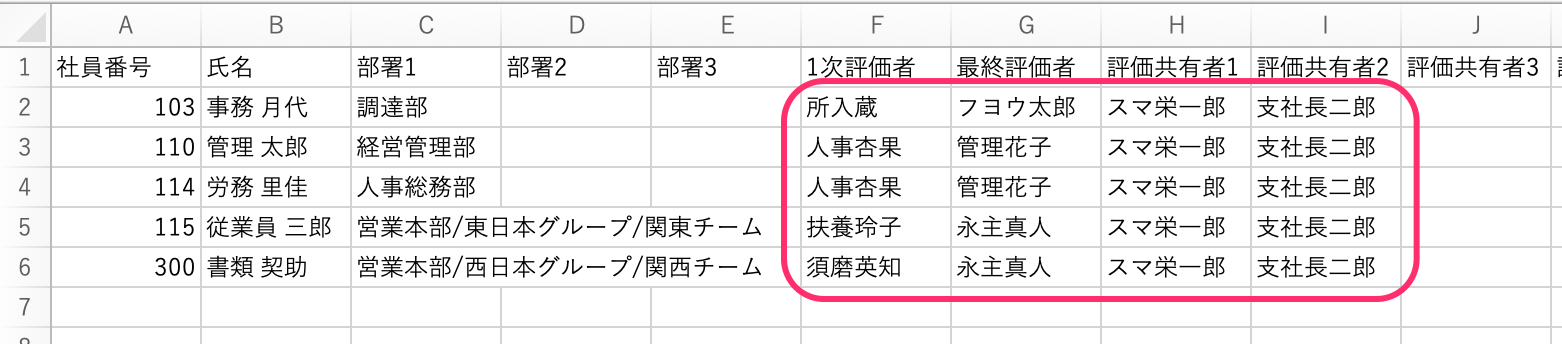 A B C D E F G H I J
1 社員番号 氏名 部署1 部署2 部署3 1次評価者 最終評価者 評価共有者1 評価共有者2 評価共有者3
2 103 事務 月代 調達部 所入蔵 フヨウ太郎 スマ栄一郎 支社長二郎
3 110 管理 太郎 経営管理部 人事杏果 管理花子 スマ栄一郎 支社長二郎
4 114 労務 里佳 人事総務部 人事杏果 管理花子 スマ栄一郎 支社長二郎
5 115 従業員 三郎 営業本部/東日本グループ/関東チーム 扶養玲子 永主真人 スマ栄一郎 支社長二郎
6 300 書類 契助 営業本部/西日本グループ/関西チーム 須磨英知 永主真人 スマ栄一郎 支社長二郎
7